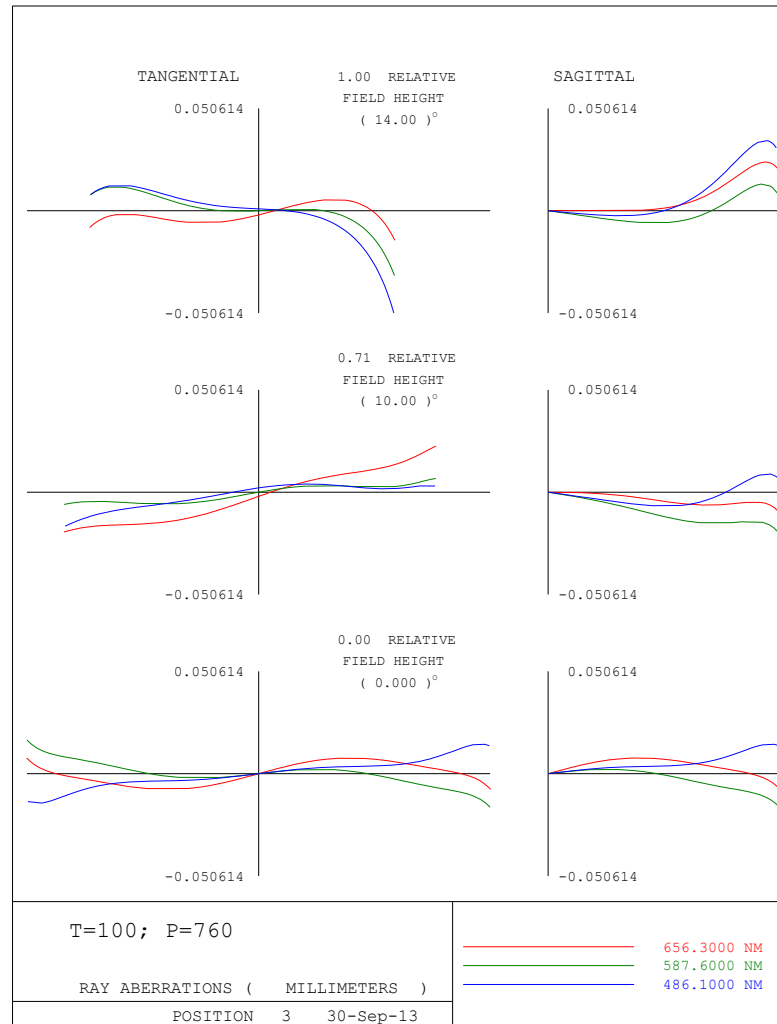 TANGENTIAL
1.00 RELATIVE
SAGITTAL
FIELD HEIGHT
0.050614
0.050614
( 14.00 )°
-0.050614
-0.050614
0.71 RELATIVE
FIELD HEIGHT
0.050614
0.050614
( 10.00 )°
-0.050614
-0.050614
0.00 RELATIVE
FIELD HEIGHT
0.050614
0.050614
( 0.000 )°
-0.050614
-0.050614
T=100; P=760
656.3000 NM
587.6000 NM
486.1000 NM
RAY ABERRATIONS ( MILLIMETERS )
POSITION 3 30-Sep-13